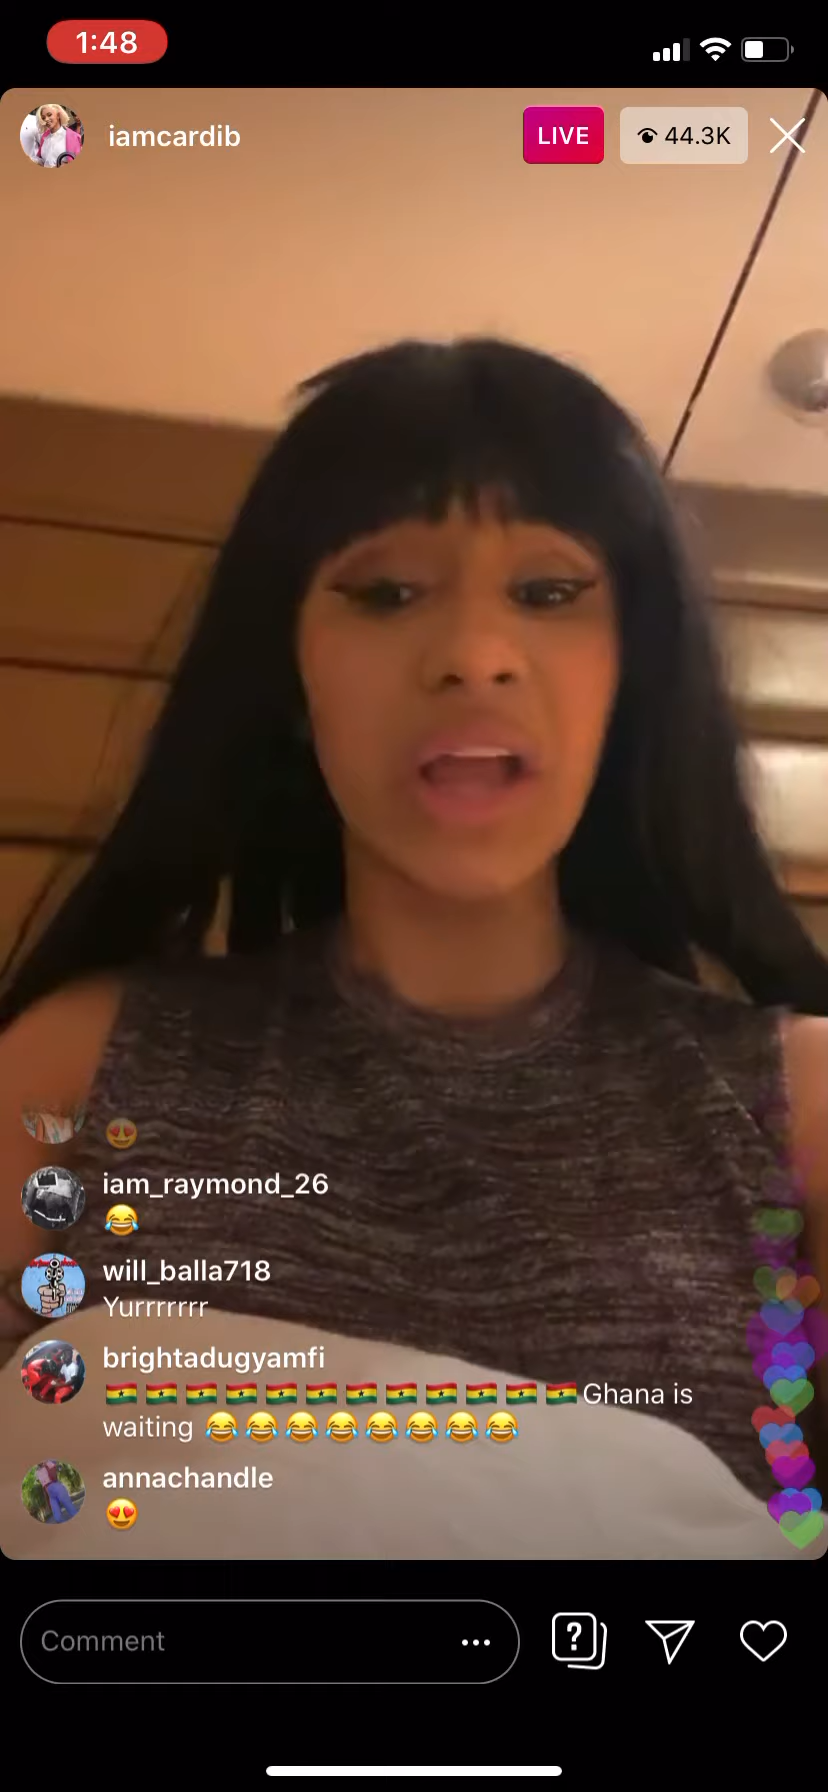 1:48
iamcardib
LIVE
44.3K
iam_raymond_26
😂
will_balla718
Yurrrrrrr
brightadugyamfi
🇬🇭🇬🇭🇬🇭🇬🇭🇬🇭🇬🇭🇬🇭🇬🇭🇬🇭🇬🇭🇬🇭🇬🇭Ghana is
waiting 😂😂😂😂😂😂😂😂
annachandle
😍
Comment